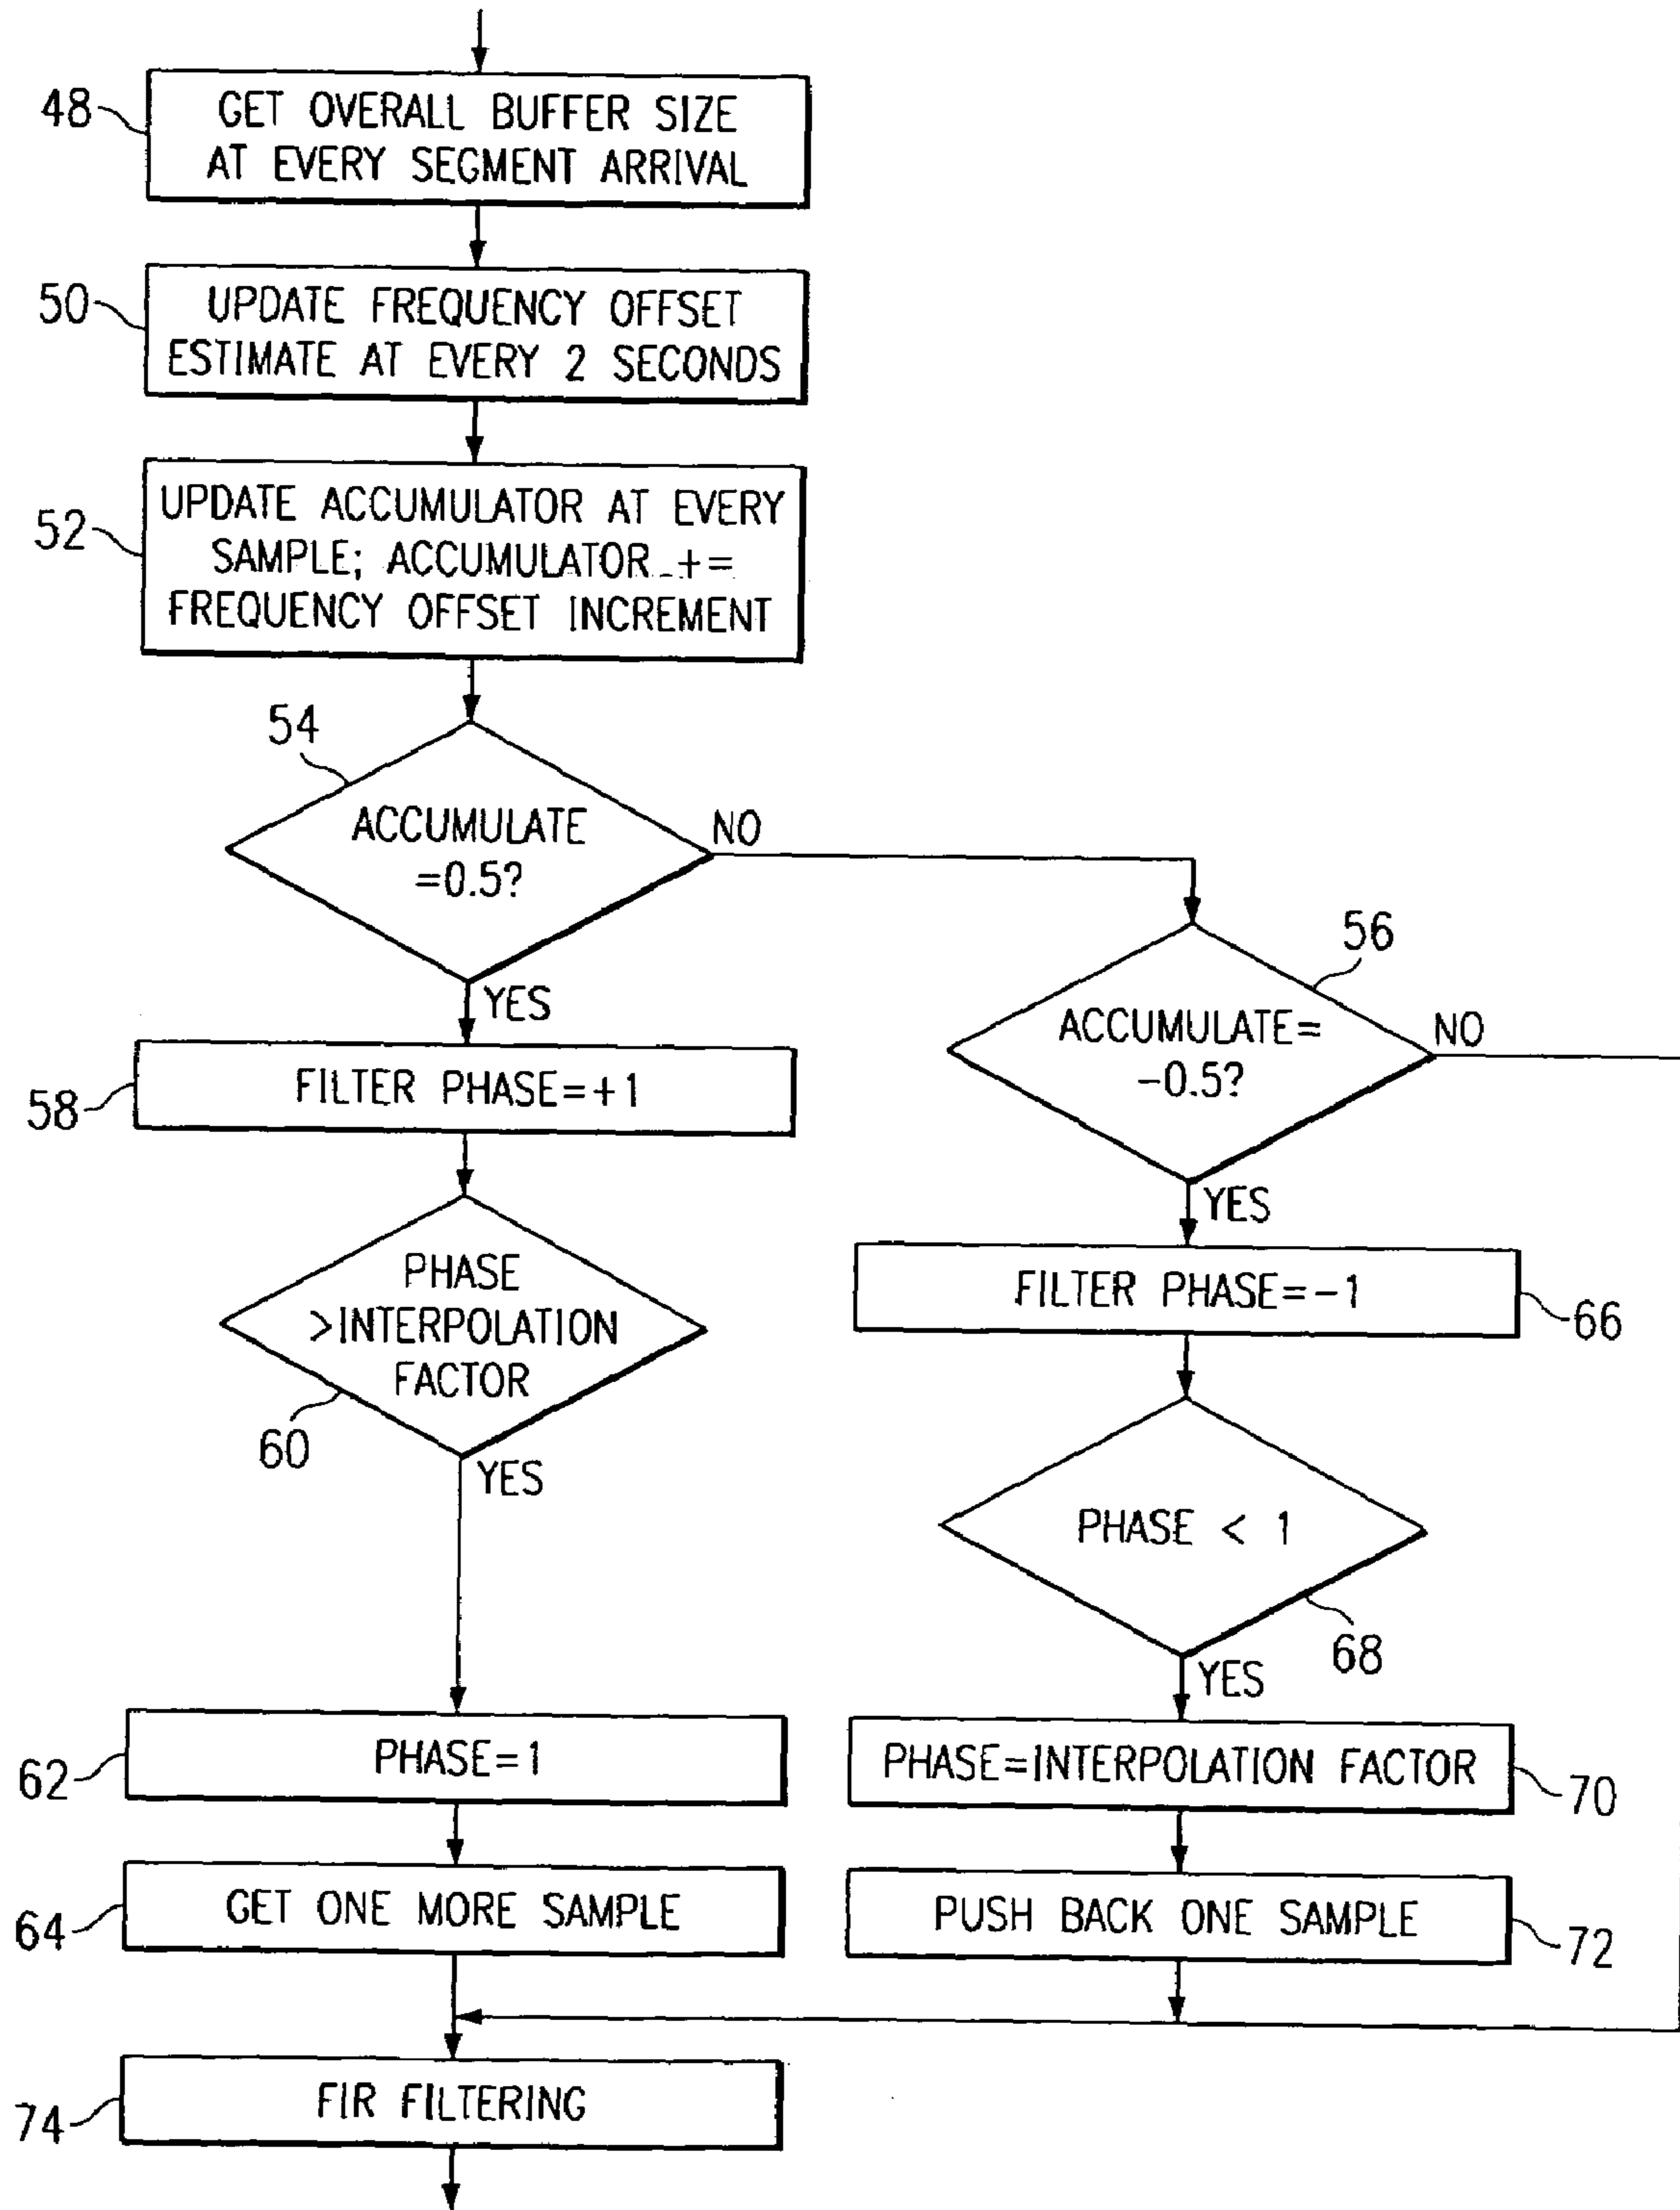 48
GET OVERALL BUFFER SIZE
AT EVERY SEGMENT ARRIVAL
50
UPDATE FREQUENCY OFFSET
ESTIMATE AT EVERY 2 SECONDS
52
UPDATE ACCUMULATOR AT EVERY
SAMPLE; ACCUMULATOR +=
FREQUENCY OFFSET INCREMENT
54
ACCUMULATE
=0.5?
NO
YES
56
ACCUMULATE=
-0.5?
NO
YES
58
FILTER PHASE=+1
60
PHASE
>INTERPOLATION
FACTOR
YES
FILTER PHASE=-1
66
PHASE < 1
68
YES
62
PHASE=1
PHASE=INTERPOLATION FACTOR
70
64
GET ONE MORE SAMPLE
PUSH BACK ONE SAMPLE
72
74
FIR FILTERING